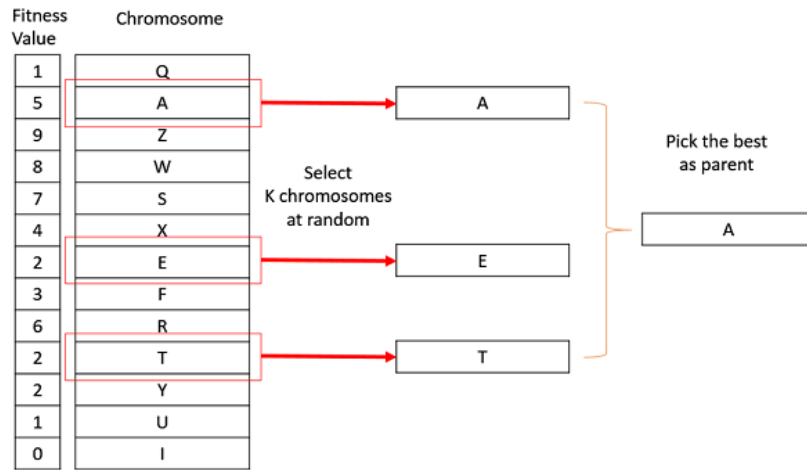 Fitness
Value
Chromosome
1 Q
5 A
9 Z
8 W
7 S
4 X
2 E
3 F
6 R
2 T
2 Y
1 U
0 I
Select
K chromosomes
at random
A
E
T
Pick the best
as parent
A